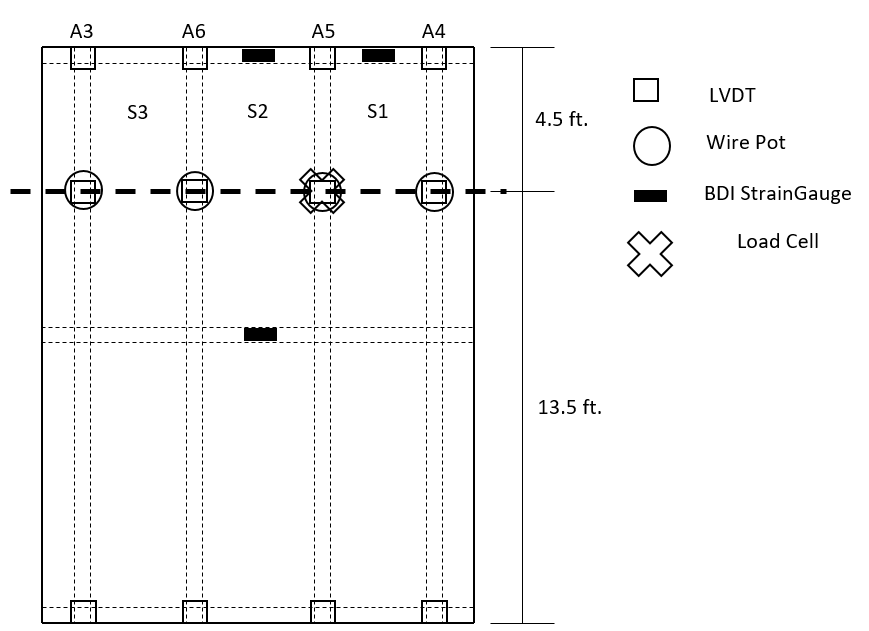 A3 A6 A5 A4
S3 S2 S1
4.5 ft.
13.5 ft.
LVDT
Wire Pot
BDI StrainGauge
Load Cell